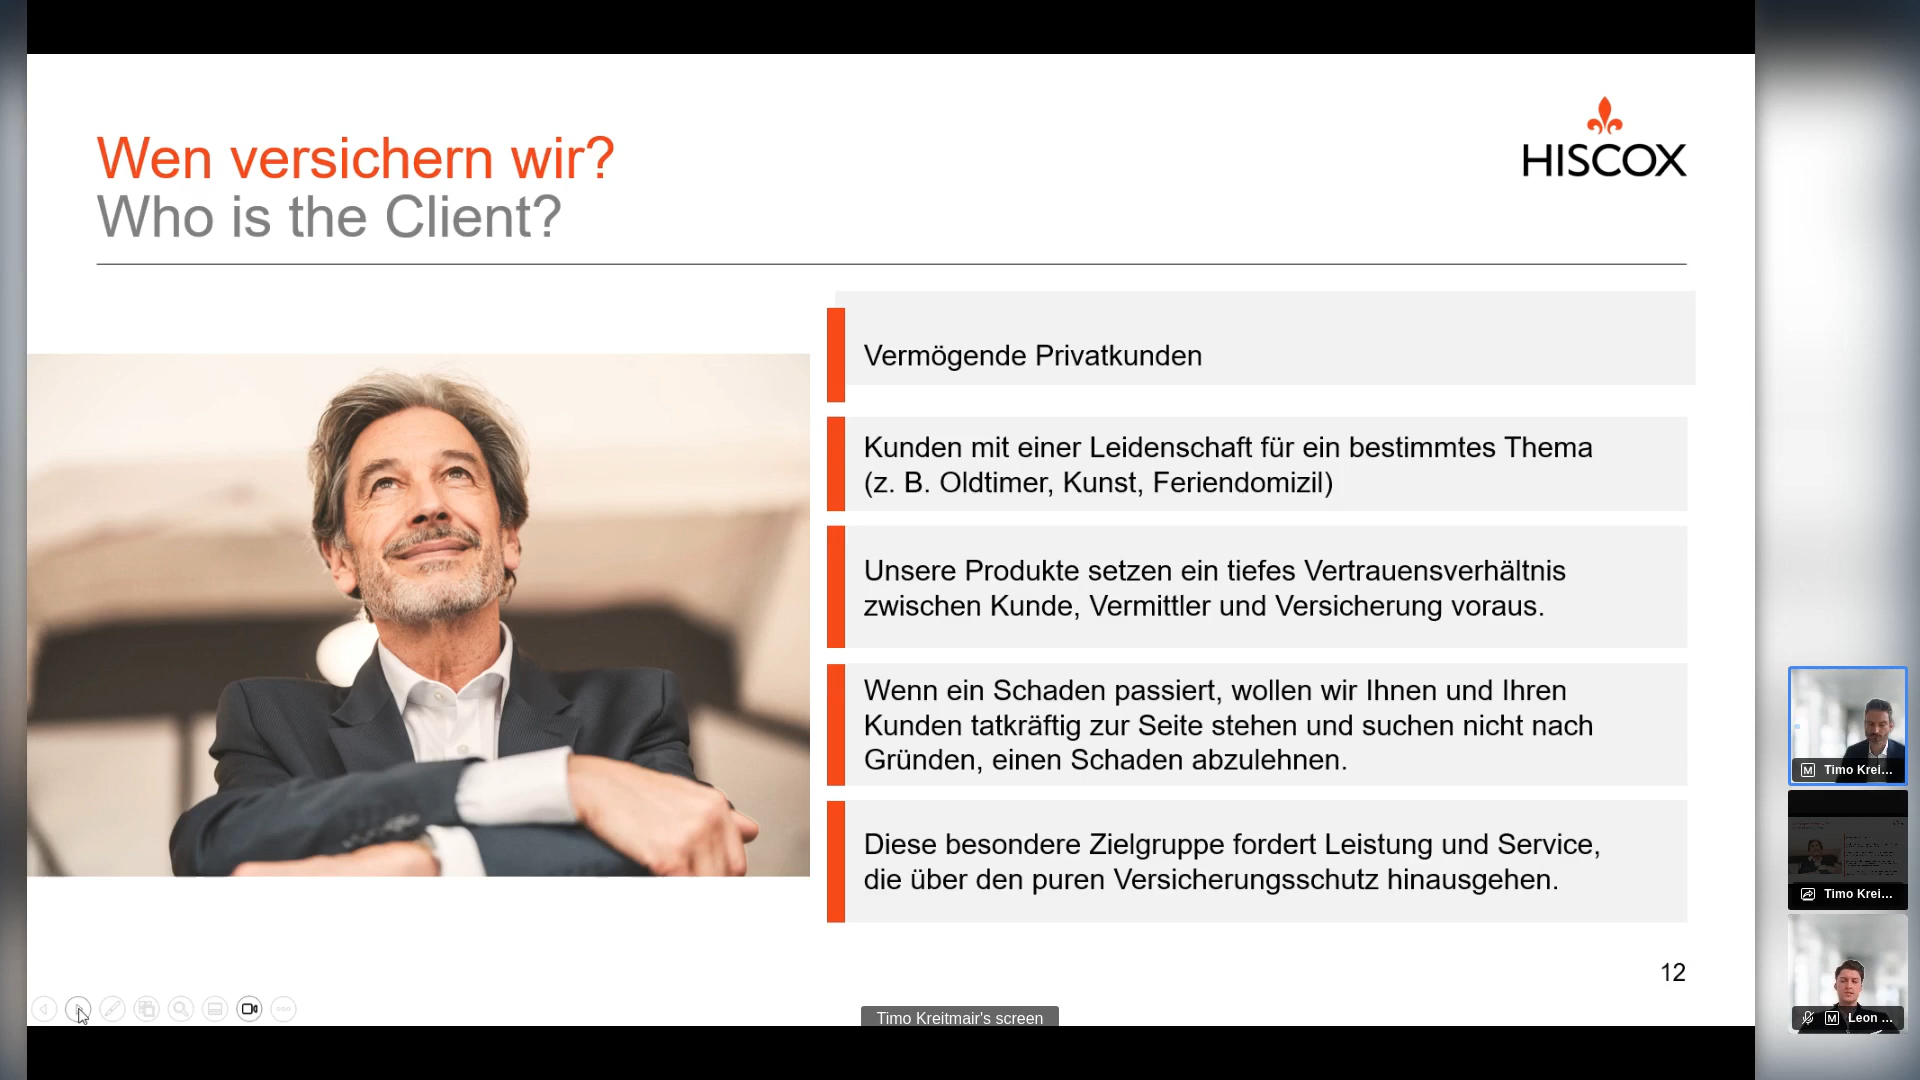 Wen versichern wir?
Who is the Client?
HISCOX
Vermögende Privatkunden
Kunden mit einer Leidenschaft für ein bestimmtes Thema
(z. B. Oldtimer, Kunst, Feriendomizil)
Unsere Produkte setzen ein tiefes Vertrauensverhältnis
zwischen Kunde, Vermittler und Versicherung voraus.
Wenn ein Schaden passiert, wollen wir Ihnen und Ihren
Kunden tatkräftig zur Seite stehen und suchen nicht nach
Gründen, einen Schaden abzulehnen.
Diese besondere Zielgruppe fordert Leistung und Service,
die über den puren Versicherungsschutz hinausgehen.
12
Timo Kreitmair's screen
M Timo Krei...
Timo Krei...
M Leon ...